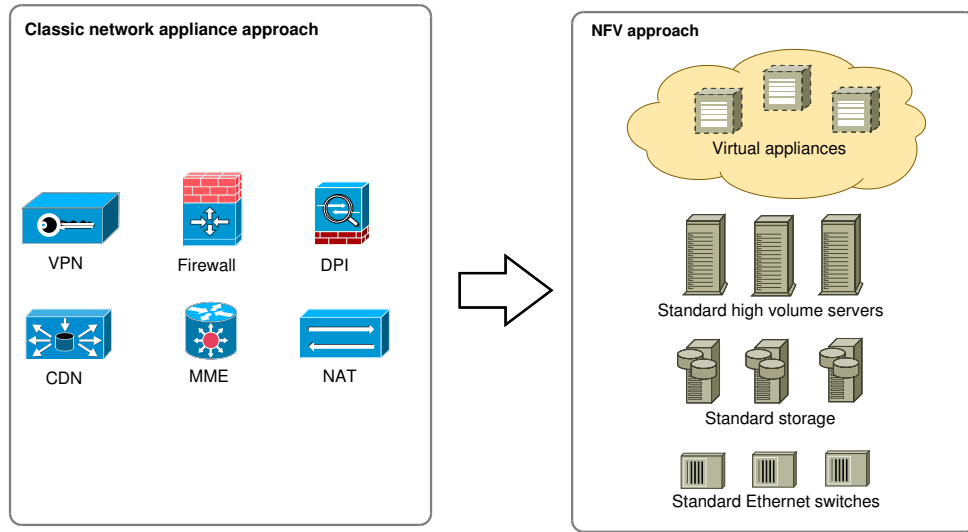 Classic network appliance approach
VPN
Firewall
DPI
CDN
MME
NAT
NFV approach
Virtual appliances
Standard high volume servers
Standard storage
Standard Ethernet switches